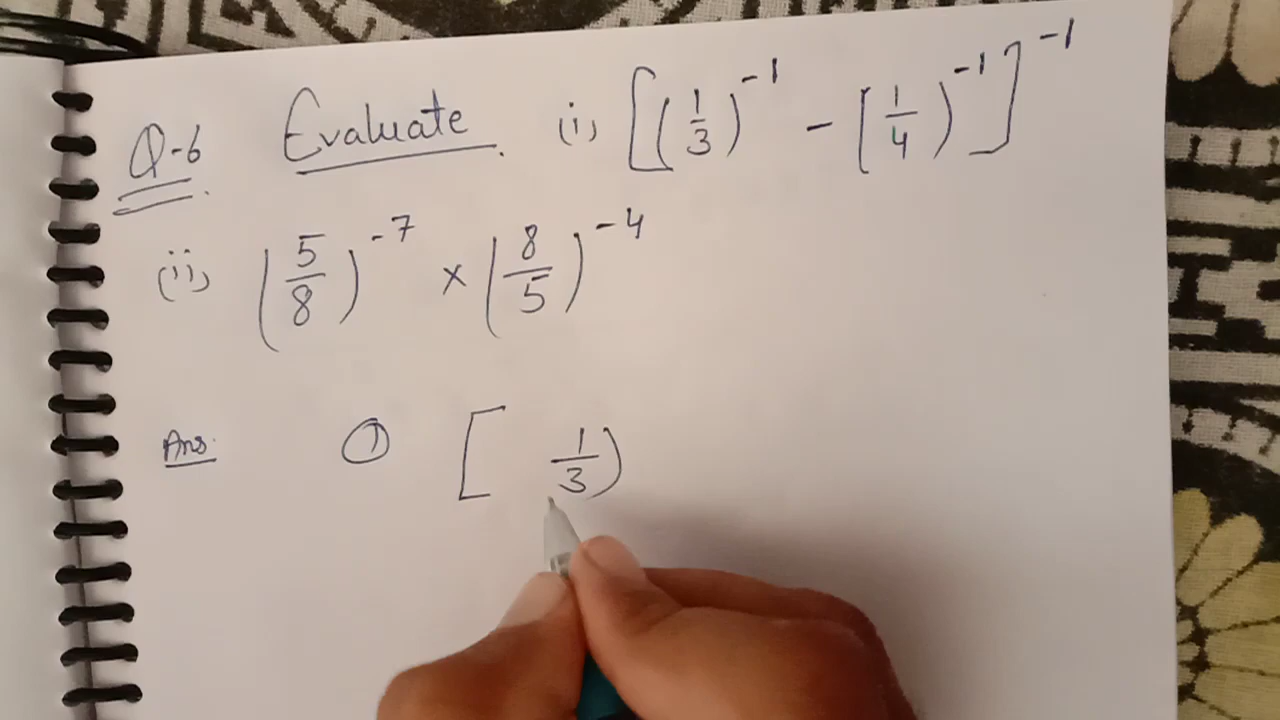 Q-6 Evaluate. (i) [(1/3)^-1 - (1/4)^-1]^-1
(ii) (5/8)^-7 × (8/5)^-4
Ans. ① [ 1/3)